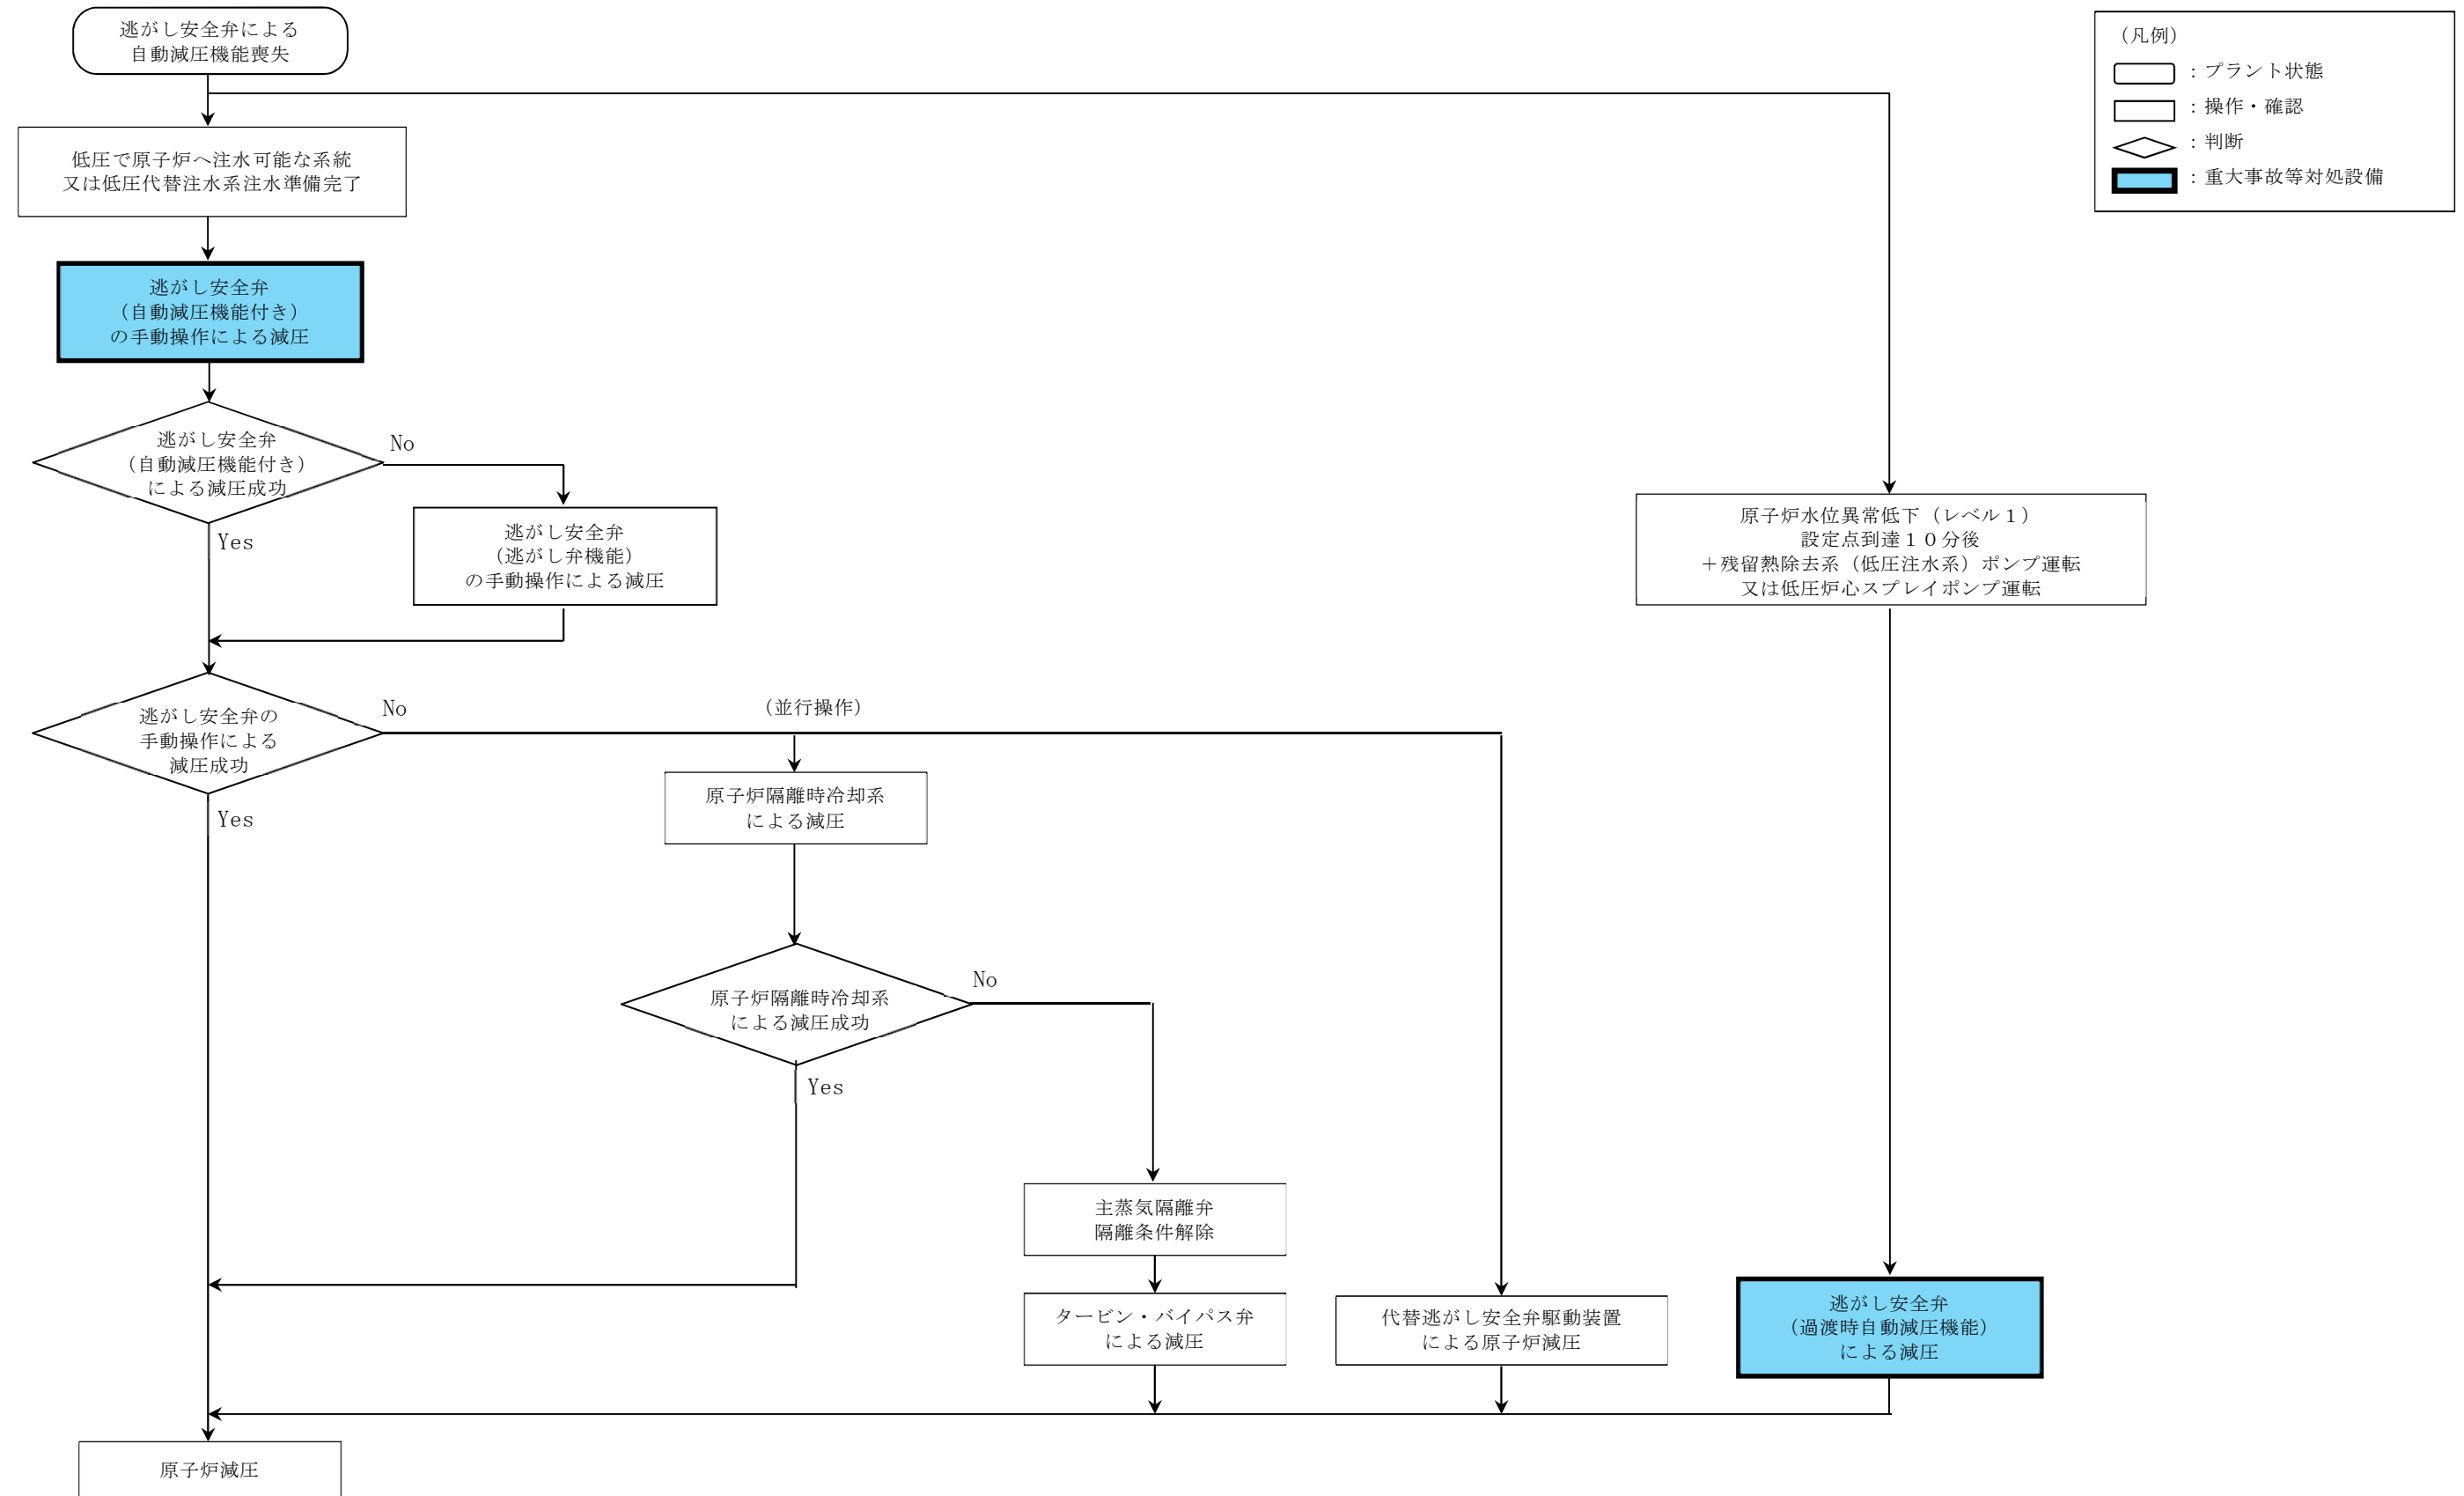 逃がし安全弁による
自動減圧機能喪失
(凡例)
:プラント状態
:操作・確認
:判断
:重大事故等対処設備
低圧で原子炉へ注水可能な系統
又は低圧代替注水系注水準備完了
逃がし安全弁
(自動減圧機能付き)
の手動操作による減圧
逃がし安全弁
(自動減圧機能付き)
による減圧成功
No
Yes
逃がし安全弁
(逃がし弁機能)
の手動操作による減圧
原子炉水位異常低下(レベル1)
設定点到達10分後
+残留熱除去系(低圧注水系)ポンプ運転
又は低圧炉心スプレイポンプ運転
逃がし安全弁の
手動操作による
減圧成功
No
Yes
(並行操作)
原子炉隔離時冷却系
による減圧
原子炉隔離時冷却系
による減圧成功
No
Yes
主蒸気隔離弁
隔離条件解除
タービン・バイパス弁
による減圧
代替逃がし安全弁駆動装置
による原子炉減圧
逃がし安全弁
(過渡時自動減圧機能)
による減圧
原子炉減圧